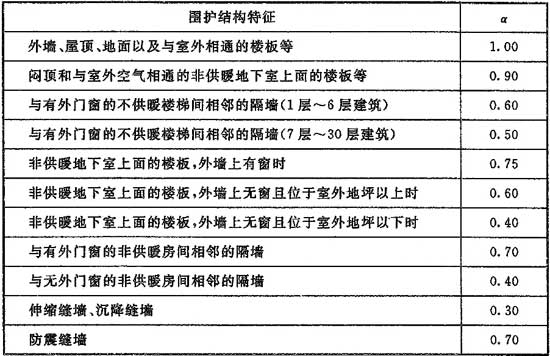 围护结构特征 α
外墙、屋顶、地面以及与室外相通的楼板等 1.00
闷顶和与室外空气相通的非供暖地下室上面的楼板等 0.90
与有外门窗的不供暖楼梯间相邻的隔墙(1层～6层建筑) 0.60
与有外门窗的不供暖楼梯间相邻的隔墙(7层～30层建筑) 0.50
非供暖地下室上面的楼板,外墙上有窗时 0.75
非供暖地下室上面的楼板,外墙上无窗且位于室外地坪以上时 0.60
非供暖地下室上面的楼板,外墙上无窗且位于室外地坪以下时 0.40
与有外门窗的非供暖房间相邻的隔墙 0.70
与无外门窗的非供暖房间相邻的隔墙 0.40
伸缩缝墙、沉降缝墙 0.30
防震缝墙 0.70